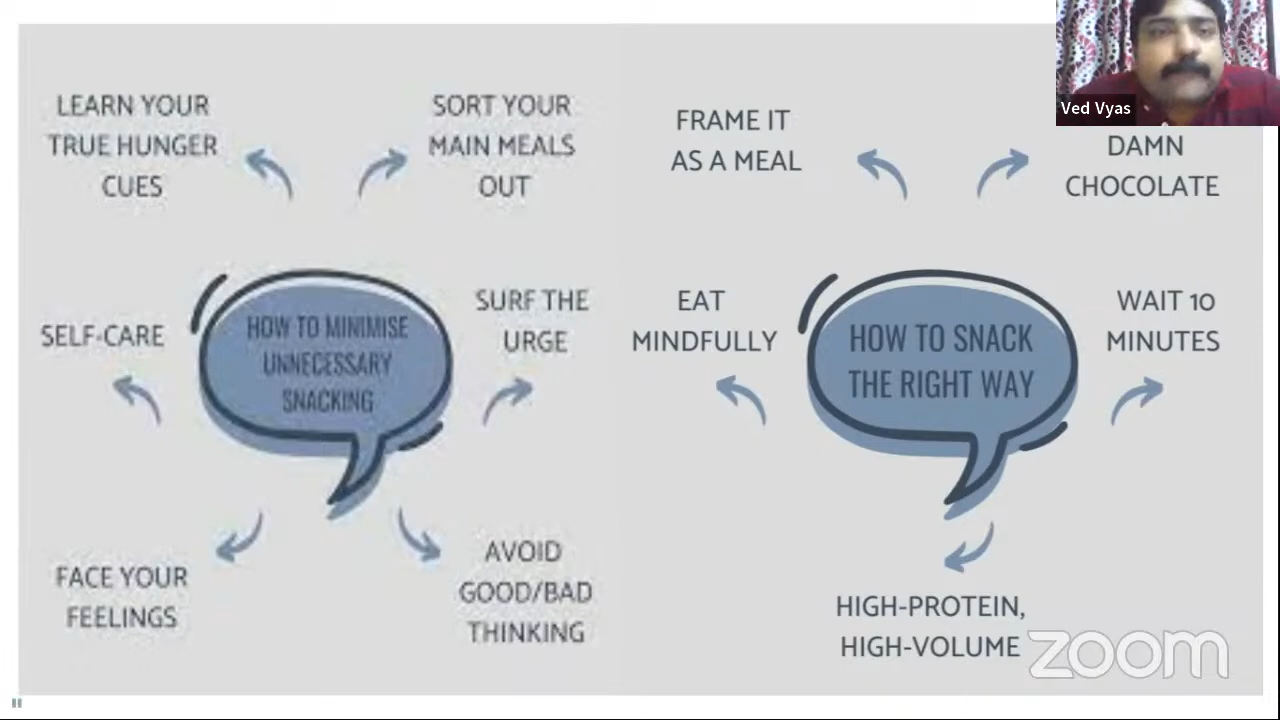 LEARN YOUR
TRUE HUNGER
CUES
SORT YOUR
MAIN MEALS
OUT
SELF-CARE
HOW TO MINIMISE
UNNECESSARY
SNACKING
SURF THE
URGE
FACE YOUR
FEELINGS
AVOID
GOOD/BAD
THINKING
FRAME IT
AS A MEAL
DAMN
CHOCOLATE
EAT
MINDFULLY
HOW TO SNACK
THE RIGHT WAY
WAIT 10
MINUTES
HIGH-PROTEIN,
HIGH-VOLUME
Ved Vyas
zoom